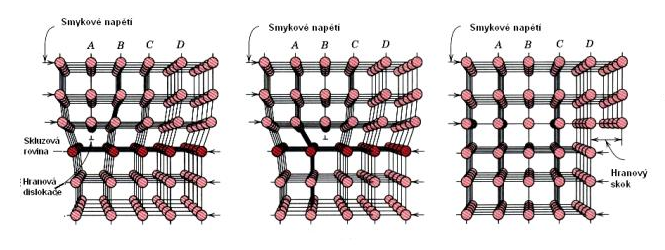 Smykové napětí
A B C D
Skluzová
rovina
Hranová
dislokace
Smykové napětí
A B C D
Smykové napětí
A B C D
Hranový
skok